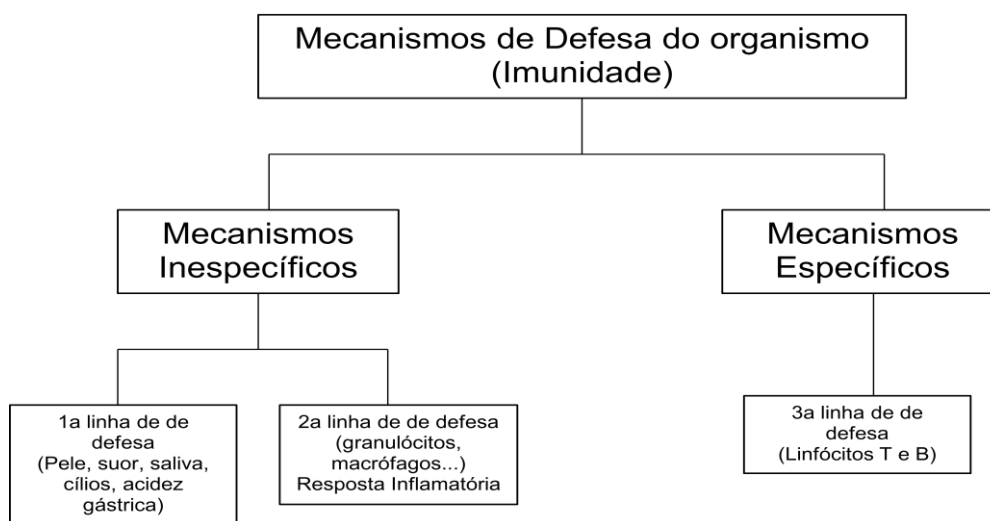 Mecanismos de Defesa do organismo
(Imunidade)
Mecanismos
Inespecíficos
Mecanismos
Específicos
1a linha de de
defesa
(Pele, suor, saliva,
cílios, acidez
gástrica)
2a linha de de defesa
(granulócitos,
macrófagos...)
Resposta Inflamatória
3a linha de de
defesa
(Linfócitos T e B)